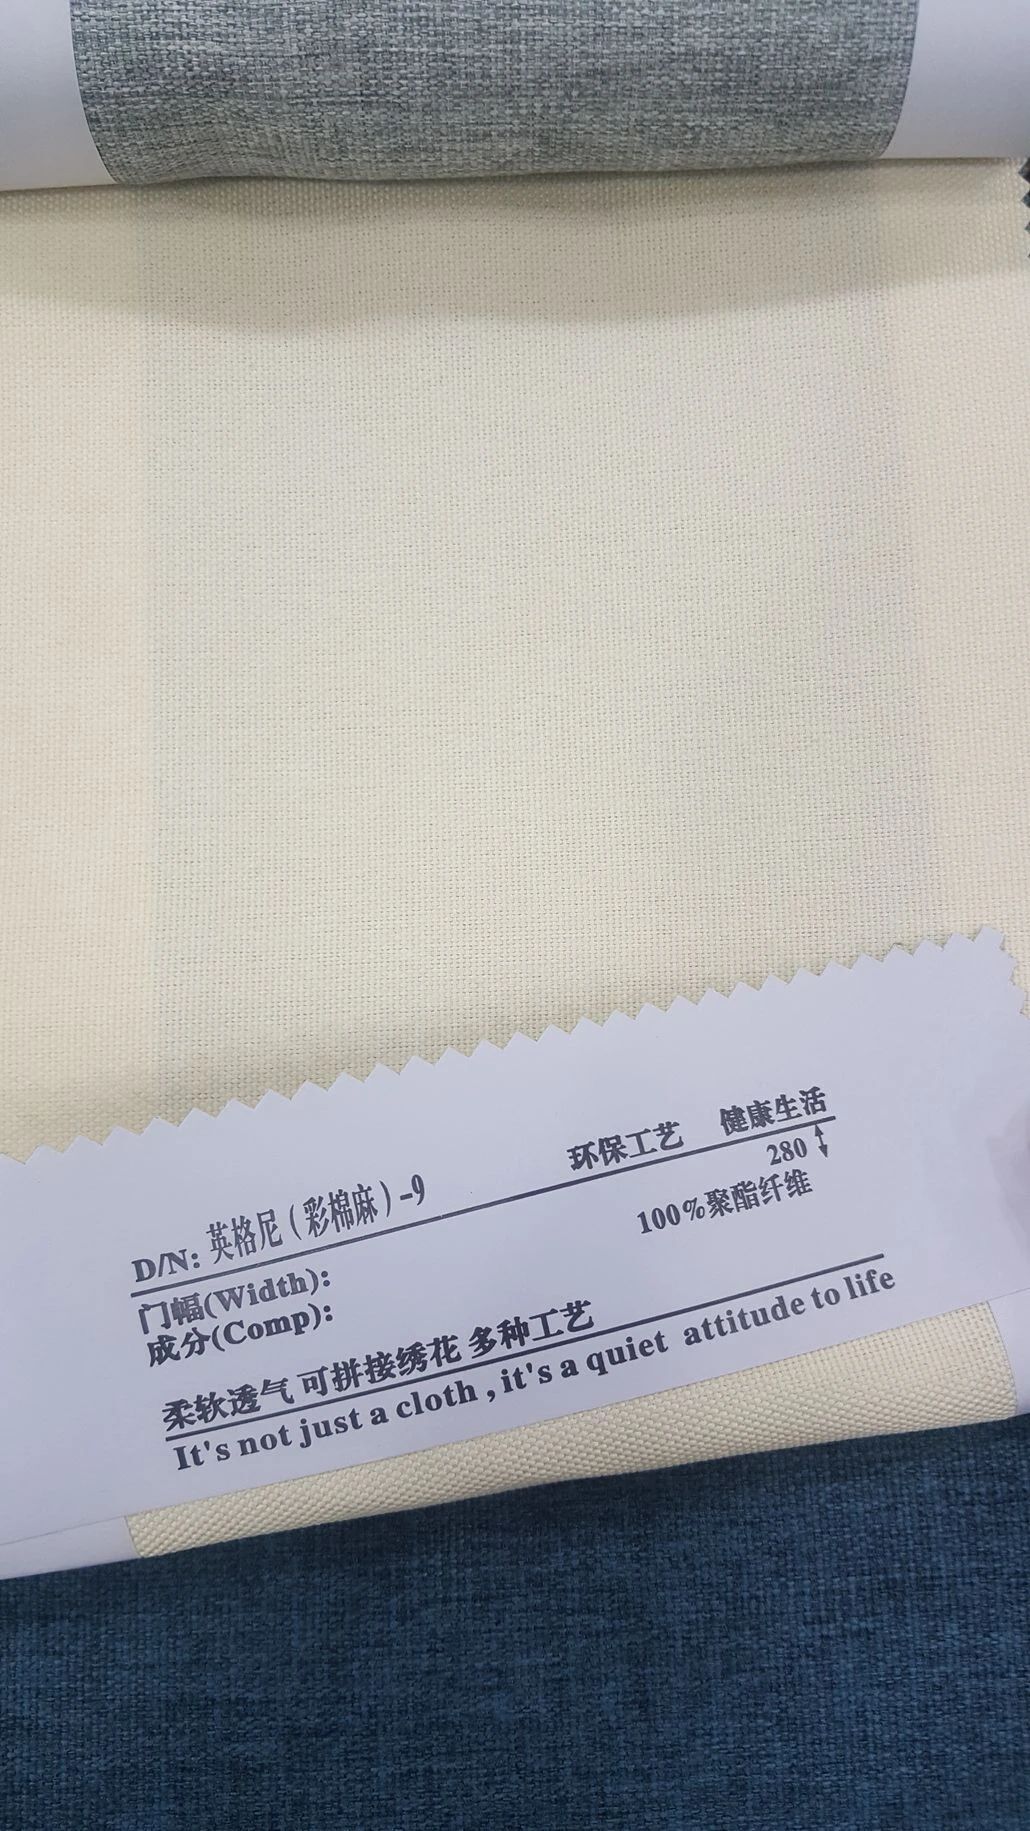 环保工艺 健康生活
D/N: 英格尼（彩棉麻）-9
门幅(Width): 280
成分(Comp): 100%聚酯纤维
柔软透气 可拼接绣花 多种工艺
It's not just a cloth , it's a quiet attitude to life